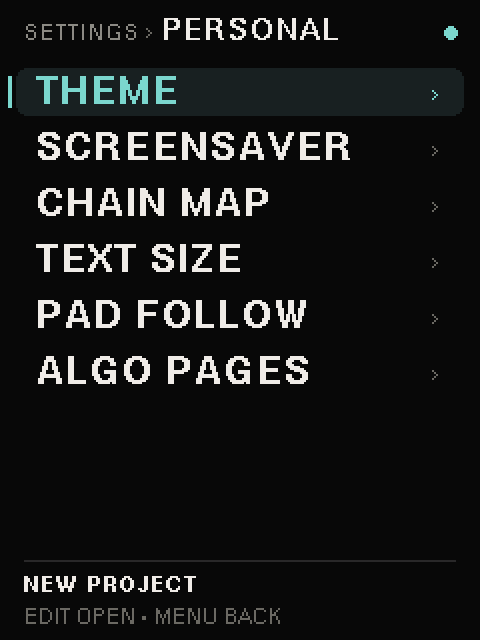 SETTINGS › PERSONAL
THEME ›
SCREENSAVER ›
CHAIN MAP ›
TEXT SIZE ›
PAD FOLLOW ›
ALGO PAGES ›
NEW PROJECT
EDIT OPEN • MENU BACK